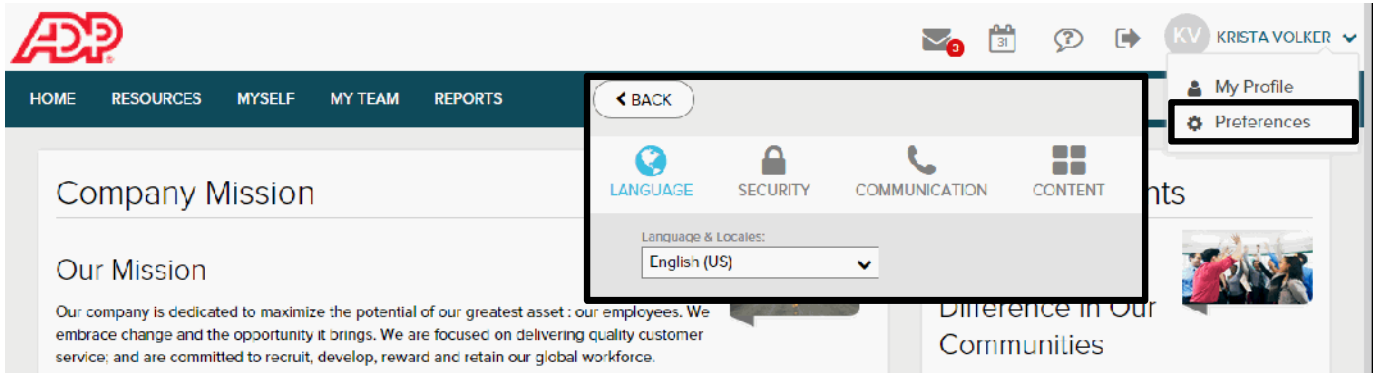 ADP
3
31
?
KV
KRISTA VOLKER
My Profile
Preferences
HOME
RESOURCES
MYSELF
MY TEAM
REPORTS
BACK
LANGUAGE
SECURITY
COMMUNICATION
CONTENT
Language & Locales:
English (US)
Company Mission
nts
Our Mission
Our company is dedicated to maximize the potential of our greatest asset : our employees. We
embrace change and the opportunity it brings. We are focused on delivering quality customer
service; and are committed to recruit, develop, reward and retain our global workforce.
Difference in Our
Communities